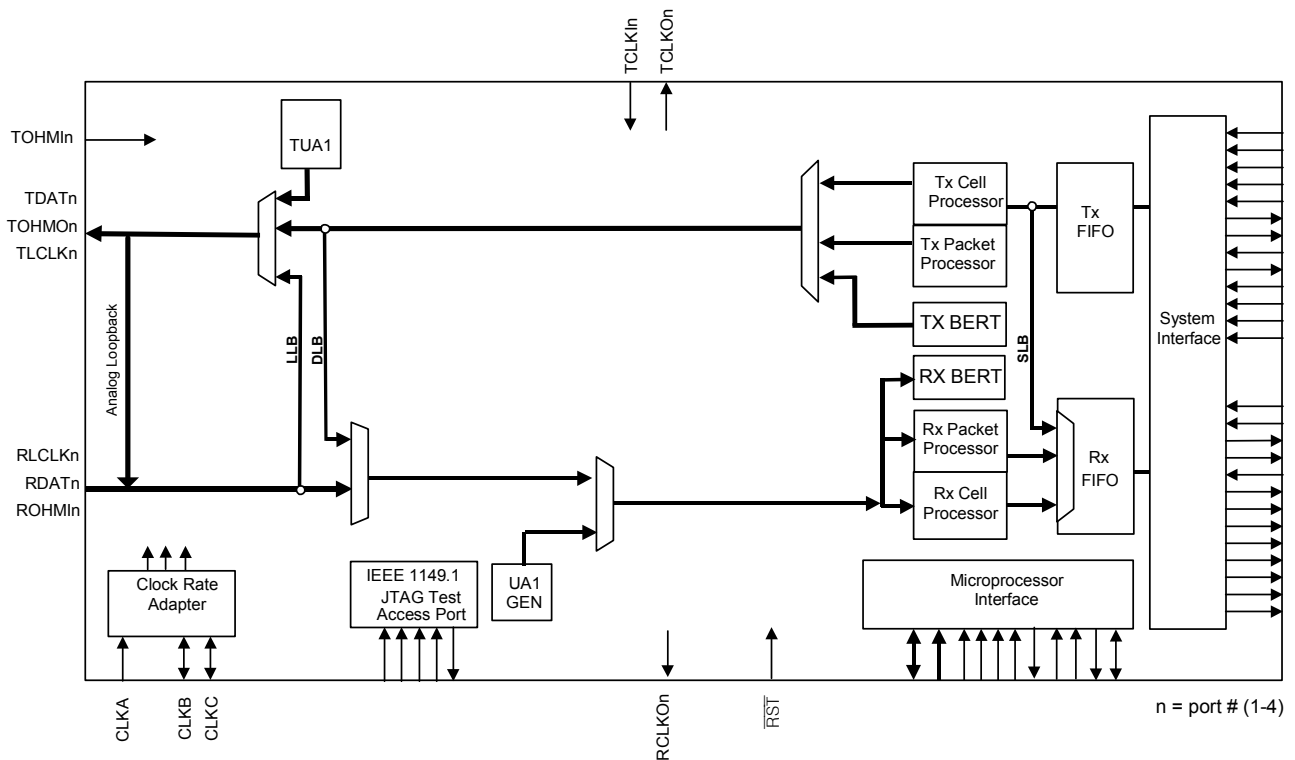 TCLKIn
TCLKOn
TOHMIn
TUA1
TDATn
TOHMOn
TLCLKn
Tx Cell
Processor
Tx Packet
Processor
Tx
FIFO
TX BERT
System
Interface
Analog Loopback
LLB
DLB
SLB
RX BERT
Rx Packet
Processor
Rx Cell
Processor
Rx
FIFO
RLCLKn
RDATn
ROHMIn
Clock Rate
Adapter
IEEE 1149.1
JTAG Test
Access Port
UA1
GEN
Microprocessor
Interface
CLKA
CLKB
CLKC
RCLKOn
RST
n = port # (1-4)